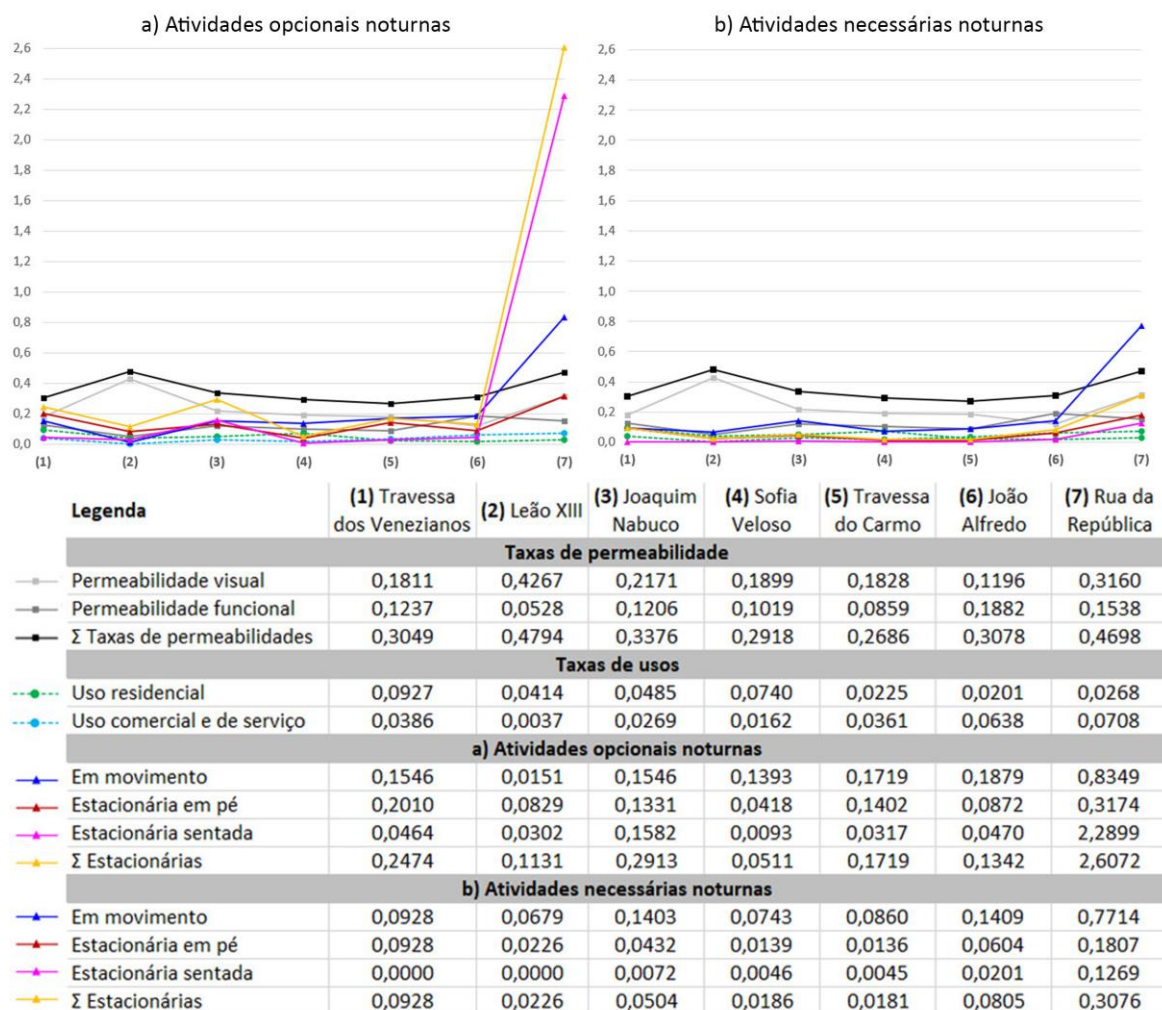 a) Atividades opcionais noturnas
b) Atividades necessárias noturnas
2,6
2,4
2,2
2,0
1,8
1,6
1,4
1,2
1,0
0,8
0,6
0,4
0,2
0,0
(1) (2) (3) (4) (5) (6) (7)
2,6
2,4
2,2
2,0
1,8
1,6
1,4
1,2
1,0
0,8
0,6
0,4
0,2
0,0
(1) (2) (3) (4) (5) (6) (7)
Legenda (1) Travessa dos Venezianos (2) Leão XIII (3) Joaquim Nabuco (4) Sofia Veloso (5) Travessa do Carmo (6) João Alfredo (7) Rua da República
Taxas de permeabilidade
Permeabilidade visual 0,1811 0,4267 0,2171 0,1899 0,1828 0,1196 0,3160
Permeabilidade funcional 0,1237 0,0528 0,1206 0,1019 0,0859 0,1882 0,1538
Σ Taxas de permeabilidades 0,3049 0,4794 0,3376 0,2918 0,2686 0,3078 0,4698
Taxas de usos
Uso residencial 0,0927 0,0414 0,0485 0,0740 0,0225 0,0201 0,0268
Uso comercial e de serviço 0,0386 0,0037 0,0269 0,0162 0,0361 0,0638 0,0708
a) Atividades opcionais noturnas
Em movimento 0,1546 0,0151 0,1546 0,1393 0,1719 0,1879 0,8349
Estacionária em pé 0,2010 0,0829 0,1331 0,0418 0,1402 0,0872 0,3174
Estacionária sentada 0,0464 0,0302 0,1582 0,0093 0,0317 0,0470 2,2899
Σ Estacionárias 0,2474 0,1131 0,2913 0,0511 0,1719 0,1342 2,6072
b) Atividades necessárias noturnas
Em movimento 0,0928 0,0679 0,1403 0,0743 0,0860 0,1409 0,7714
Estacionária em pé 0,0928 0,0226 0,0432 0,0139 0,0136 0,0604 0,1807
Estacionária sentada 0,0000 0,0000 0,0072 0,0046 0,0045 0,0201 0,1269
Σ Estacionárias 0,0928 0,0226 0,0504 0,0186 0,0181 0,0805 0,3076